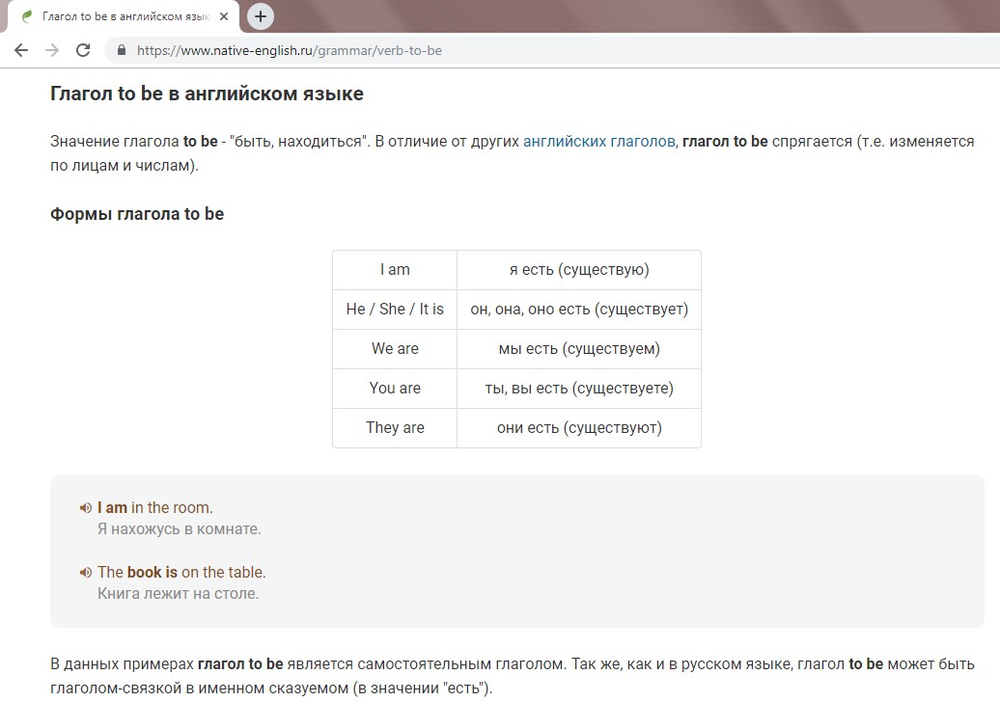 Глагол to be в английском язык
https://www.native-english.ru/grammar/verb-to-be
Глагол to be в английском языке
Значение глагола to be - "быть, находиться". В отличие от других английских глаголов, глагол to be спрягается (т.е. изменяется
по лицам и числам).
Формы глагола to be
I am я есть (существую)
He / She / It is он, она, оно есть (существует)
We are мы есть (существуем)
You are ты, вы есть (существуете)
They are они есть (существуют)
I am in the room.
Я нахожусь в комнате.
The book is on the table.
Книга лежит на столе.
В данных примерах глагол to be является самостоятельным глаголом. Так же, как и в русском языке, глагол to be может быть
глаголом-связкой в именном сказуемом (в значении "есть").